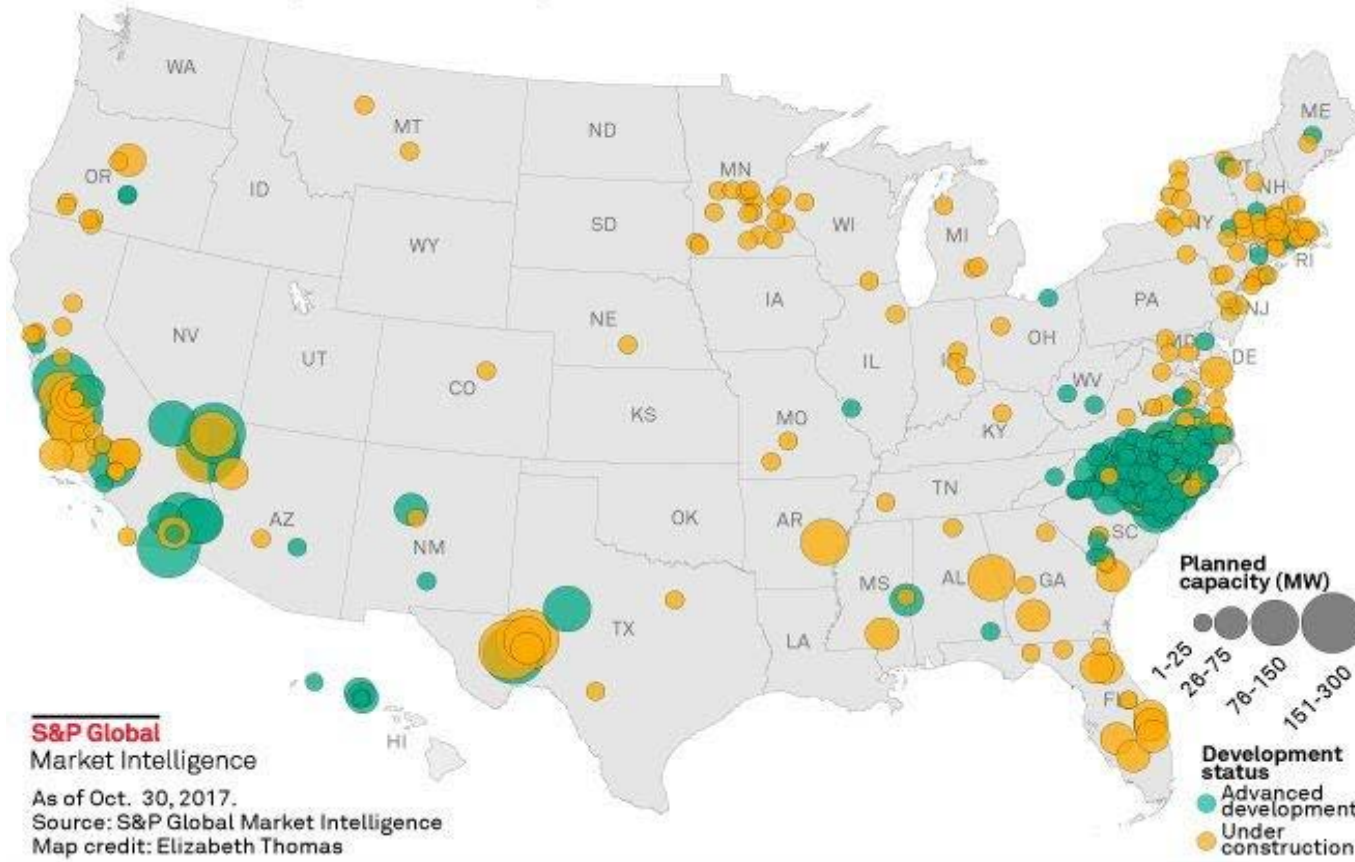 WA
ME
MT
ND
MN
OR
ID
NH
WY
SD
WI
MI
NY
RI
IA
PA
NE
NJ
NV
OH
UT
IL
DE
CO
WV
KS
MO
KY
AZ
OK
AR
TN
NM
SC
MS
AL
GA
TX
LA
HI
Planned
capacity (MW)
1-25
26-75
76-150
151-300
S&P Global
Market Intelligence
As of Oct. 30, 2017.
Source: S&P Global Market Intelligence
Map credit: Elizabeth Thomas
Development
status
Advanced
development
Under
construction